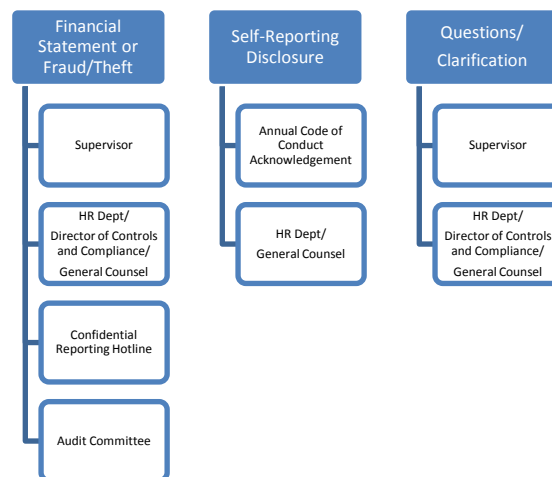 Financial
Statement or
Fraud/Theft
Supervisor
HR Dept/
Director of Controls
and Compliance/
General Counsel
Confidential
Reporting Hotline
Audit Committee
Self-Reporting
Disclosure
Annual Code of
Conduct
Acknowledgement
HR Dept/
General Counsel
Questions/
Clarification
Supervisor
HR Dept/
Director of Controls
and Compliance/
General Counsel